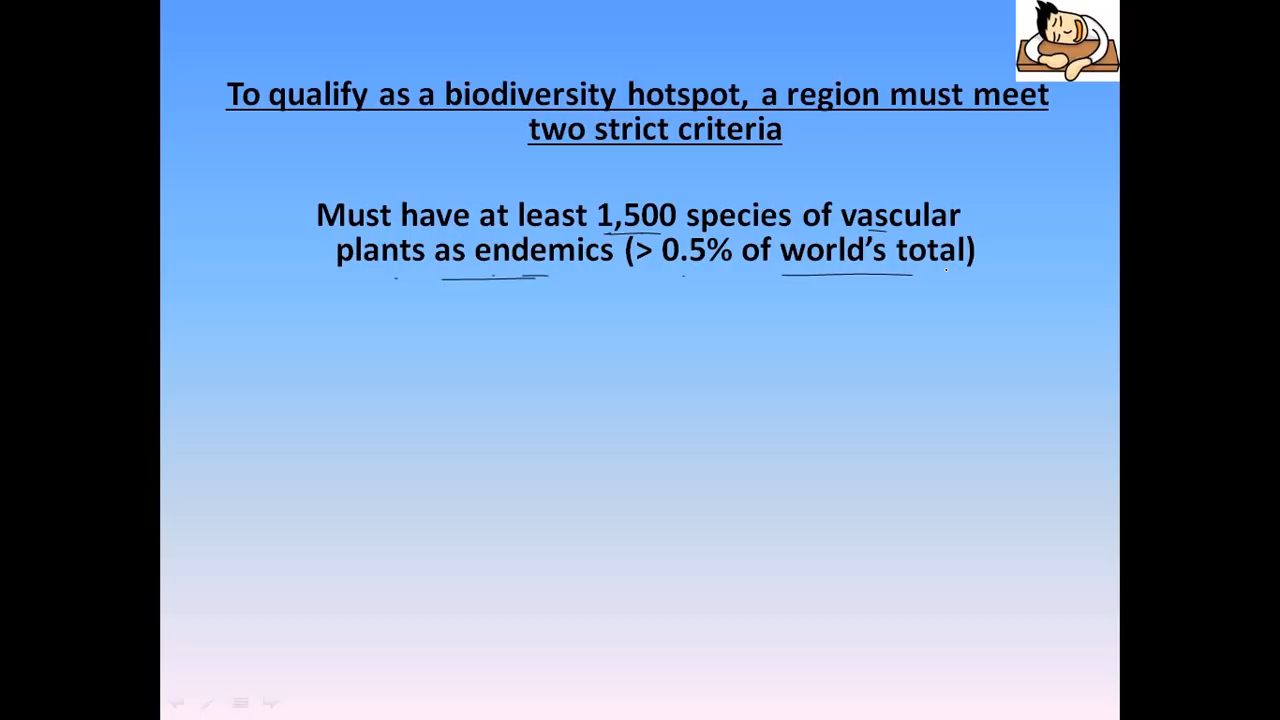 To qualify as a biodiversity hotspot, a region must meet
two strict criteria
Must have at least 1,500 species of vascular
plants as endemics (> 0.5% of world's total)